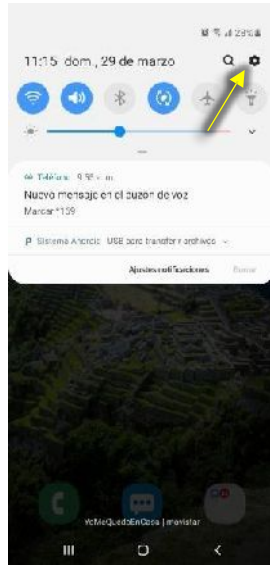 28%
11:15 dom., 29 de marzo
Teléfono
Nuevo mensaje en el buzón de voz
Marcar *159
Sistema Android USB para transferir archivos
Ajustes notificaciones Borrar
YoMeQuedoEnCasa | movistar